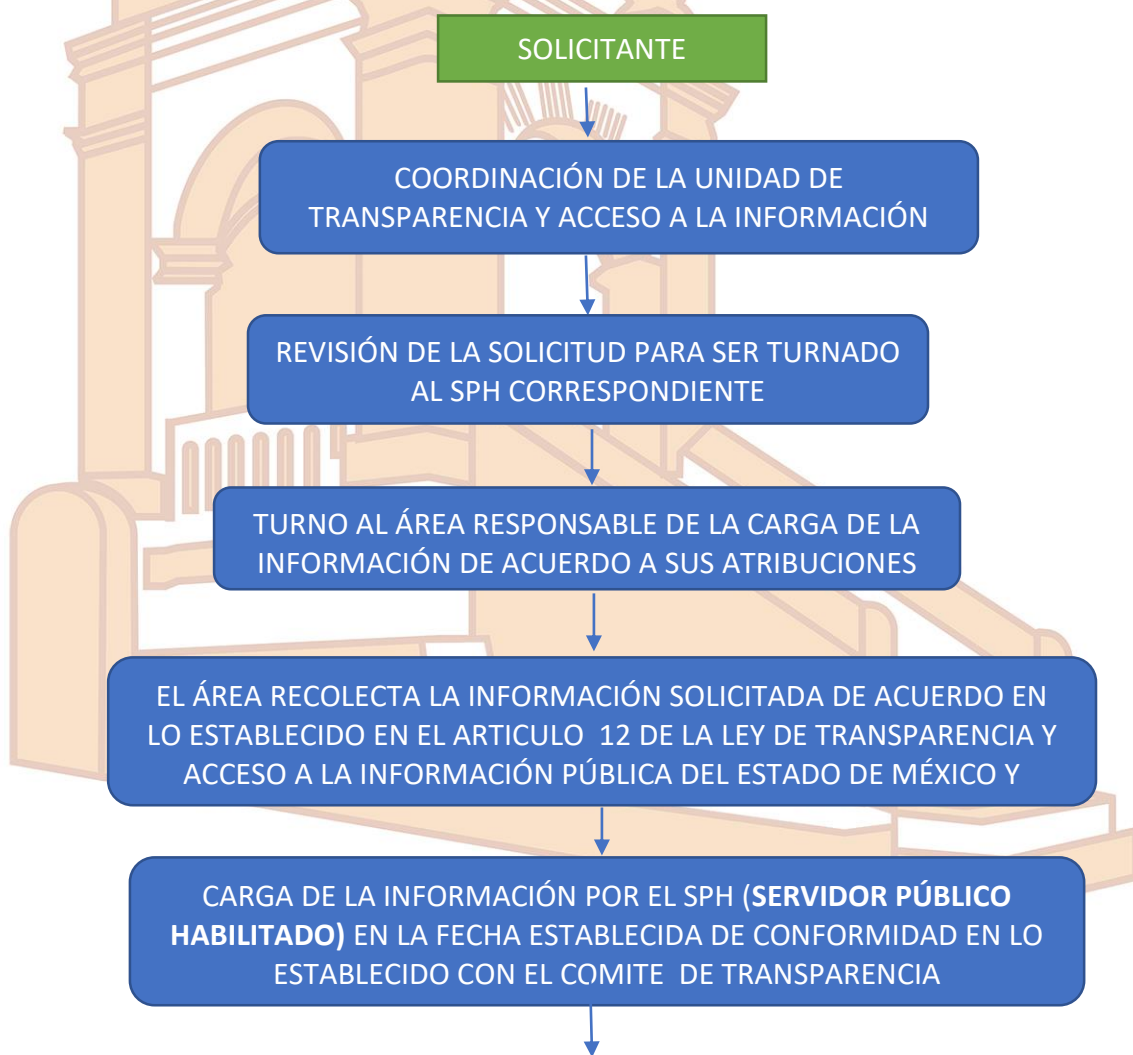 SOLICITANTE
COORDINACIÓN DE LA UNIDAD DE
TRANSPARENCIA Y ACCESO A LA INFORMACIÓN
REVISIÓN DE LA SOLICITUD PARA SER TURNADO
AL SPH CORRESPONDIENTE
TURNO AL ÁREA RESPONSABLE DE LA CARGA DE LA
INFORMACIÓN DE ACUERDO A SUS ATRIBUCIONES
EL ÁREA RECOLECTA LA INFORMACIÓN SOLICITADA DE ACUERDO EN
LO ESTABLECIDO EN EL ARTICULO 12 DE LA LEY DE TRANSPARENCIA Y
ACCESO A LA INFORMACIÓN PÚBLICA DEL ESTADO DE MÉXICO Y
CARGA DE LA INFORMACIÓN POR EL SPH (SERVIDOR PÚBLICO
HABILITADO) EN LA FECHA ESTABLECIDA DE CONFORMIDAD EN LO
ESTABLECIDO CON EL COMITE DE TRANSPARENCIA